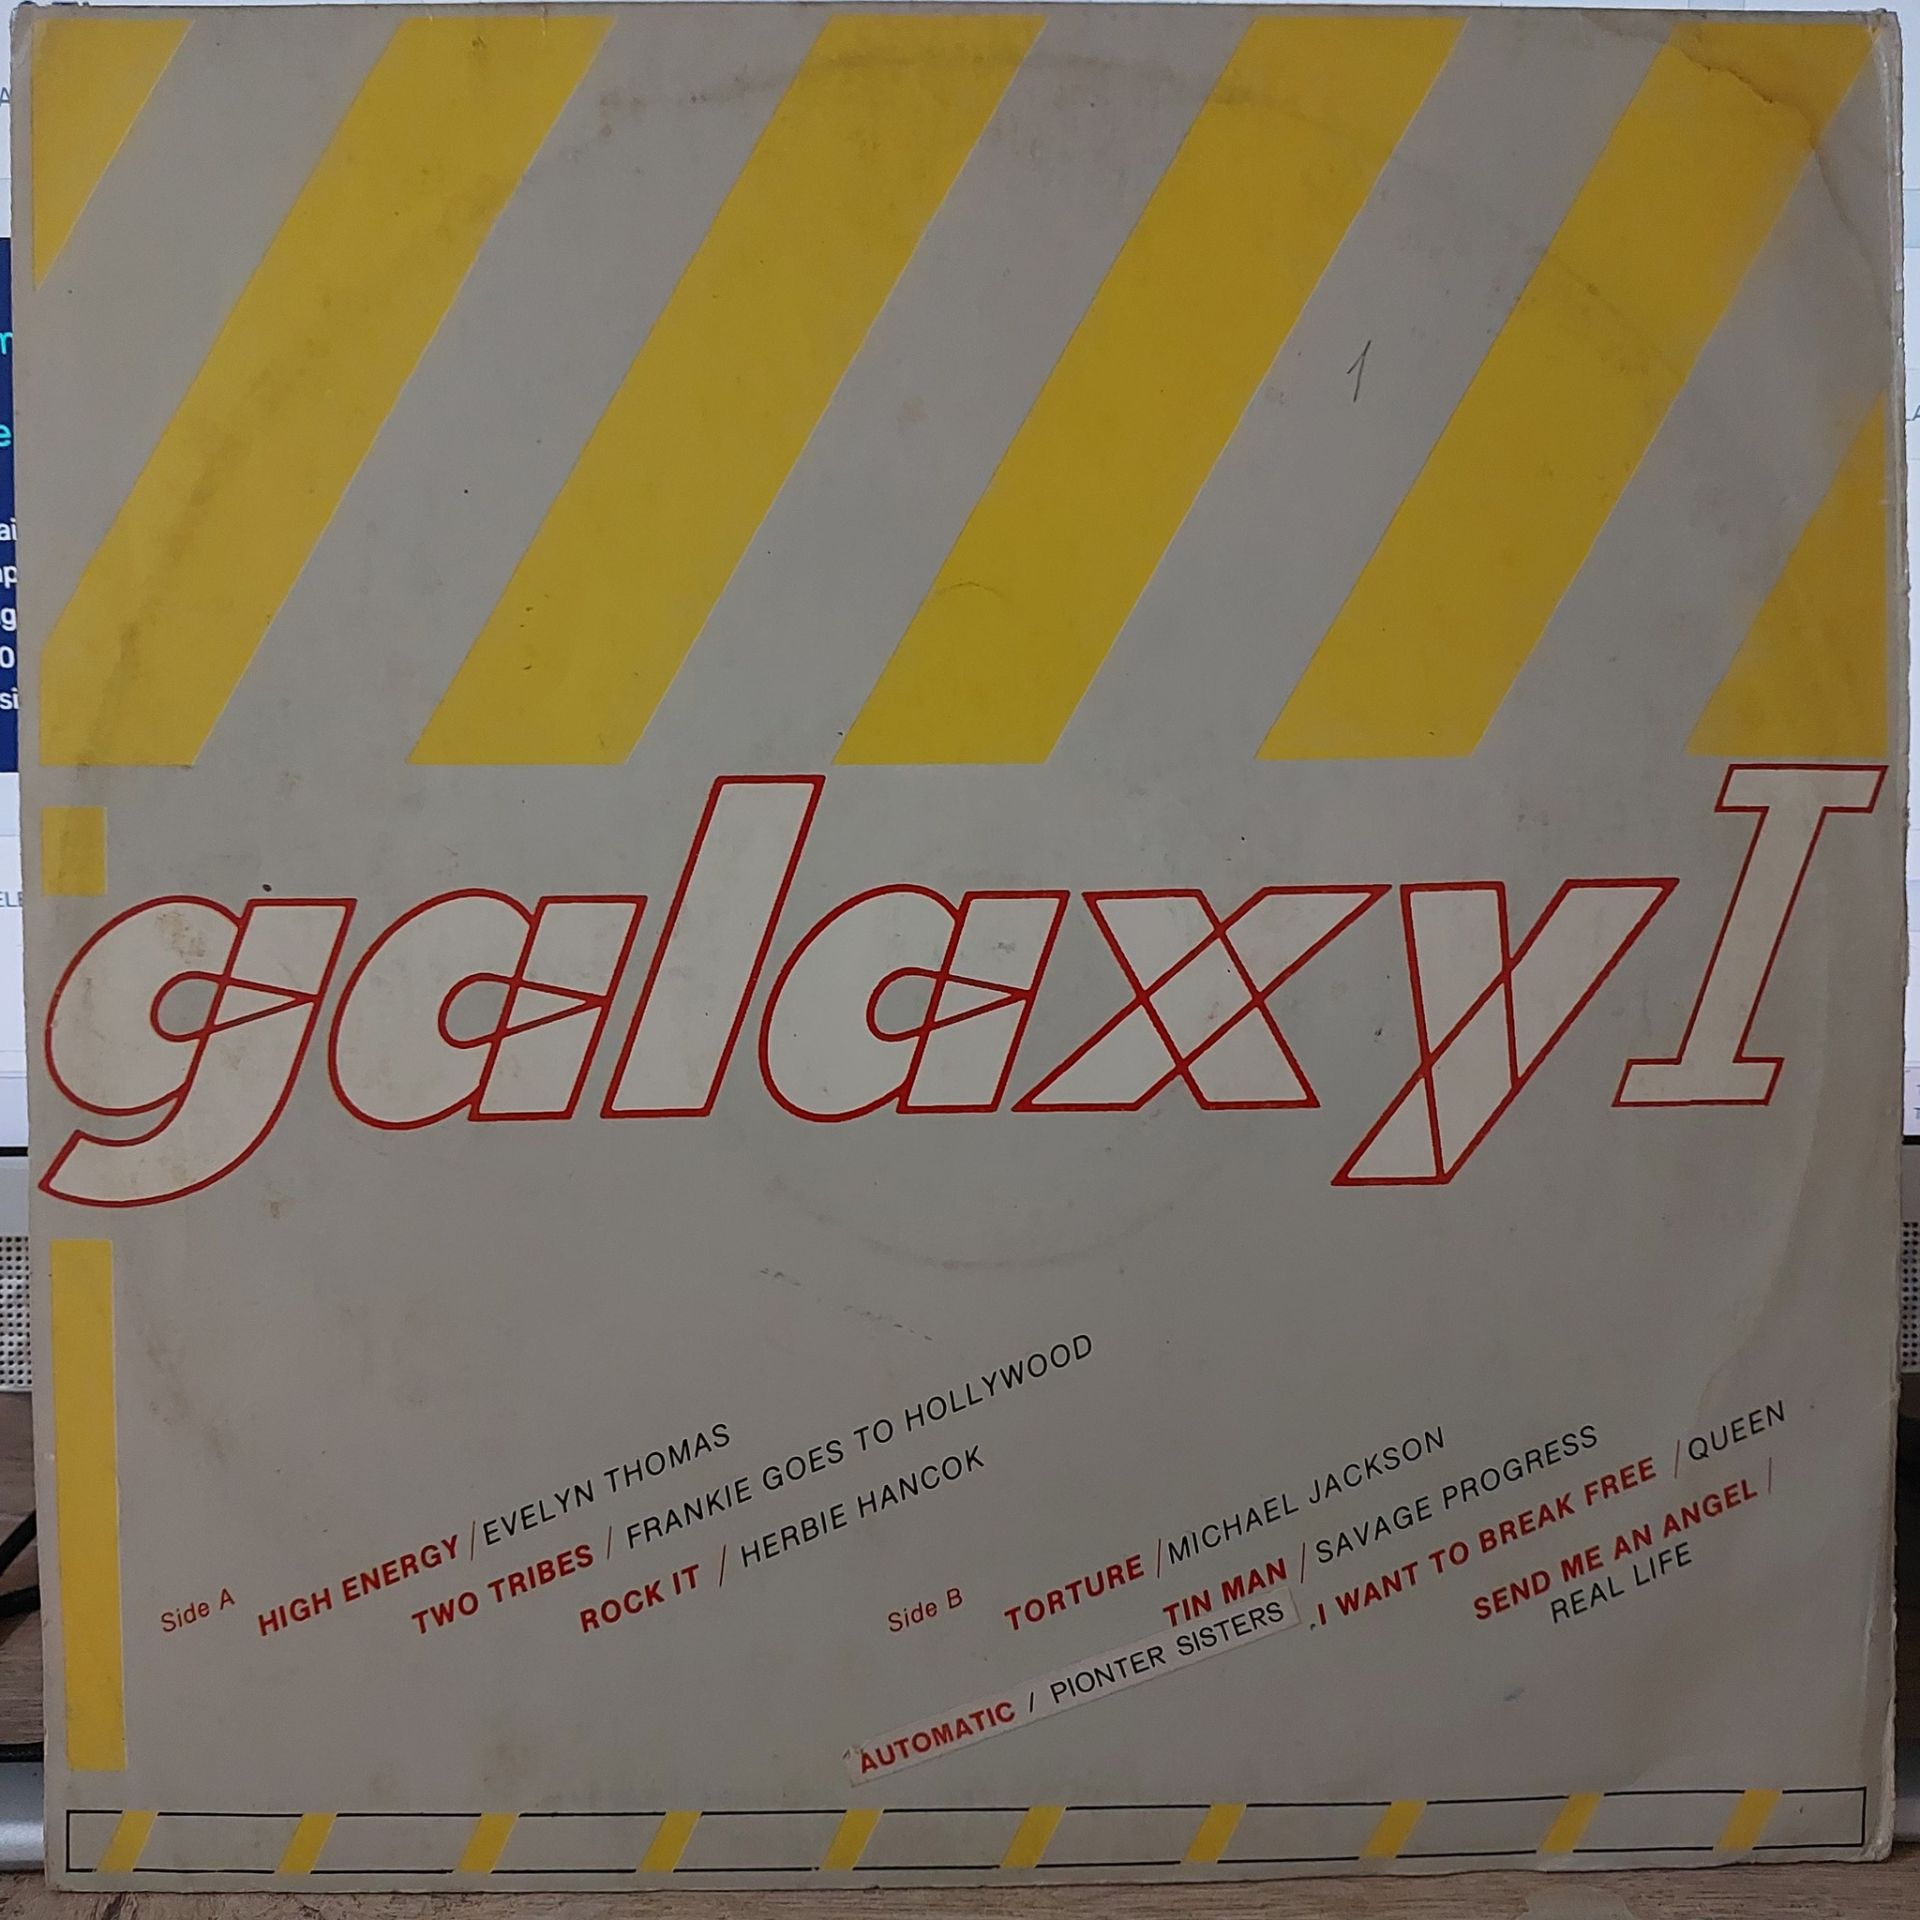 1
galaxy I
Side A
HIGH ENERGY / EVELYN THOMAS
TWO TRIBES / FRANKIE GOES TO HOLLYWOOD
ROCK IT / HERBIE HANCOK
Side B
TORTURE / MICHAEL JACKSON
TIN MAN / SAVAGE PROGRESS
I WANT TO BREAK FREE / QUEEN
SEND ME AN ANGEL /
REAL LIFE
AUTOMATIC / PIONTER SISTERS